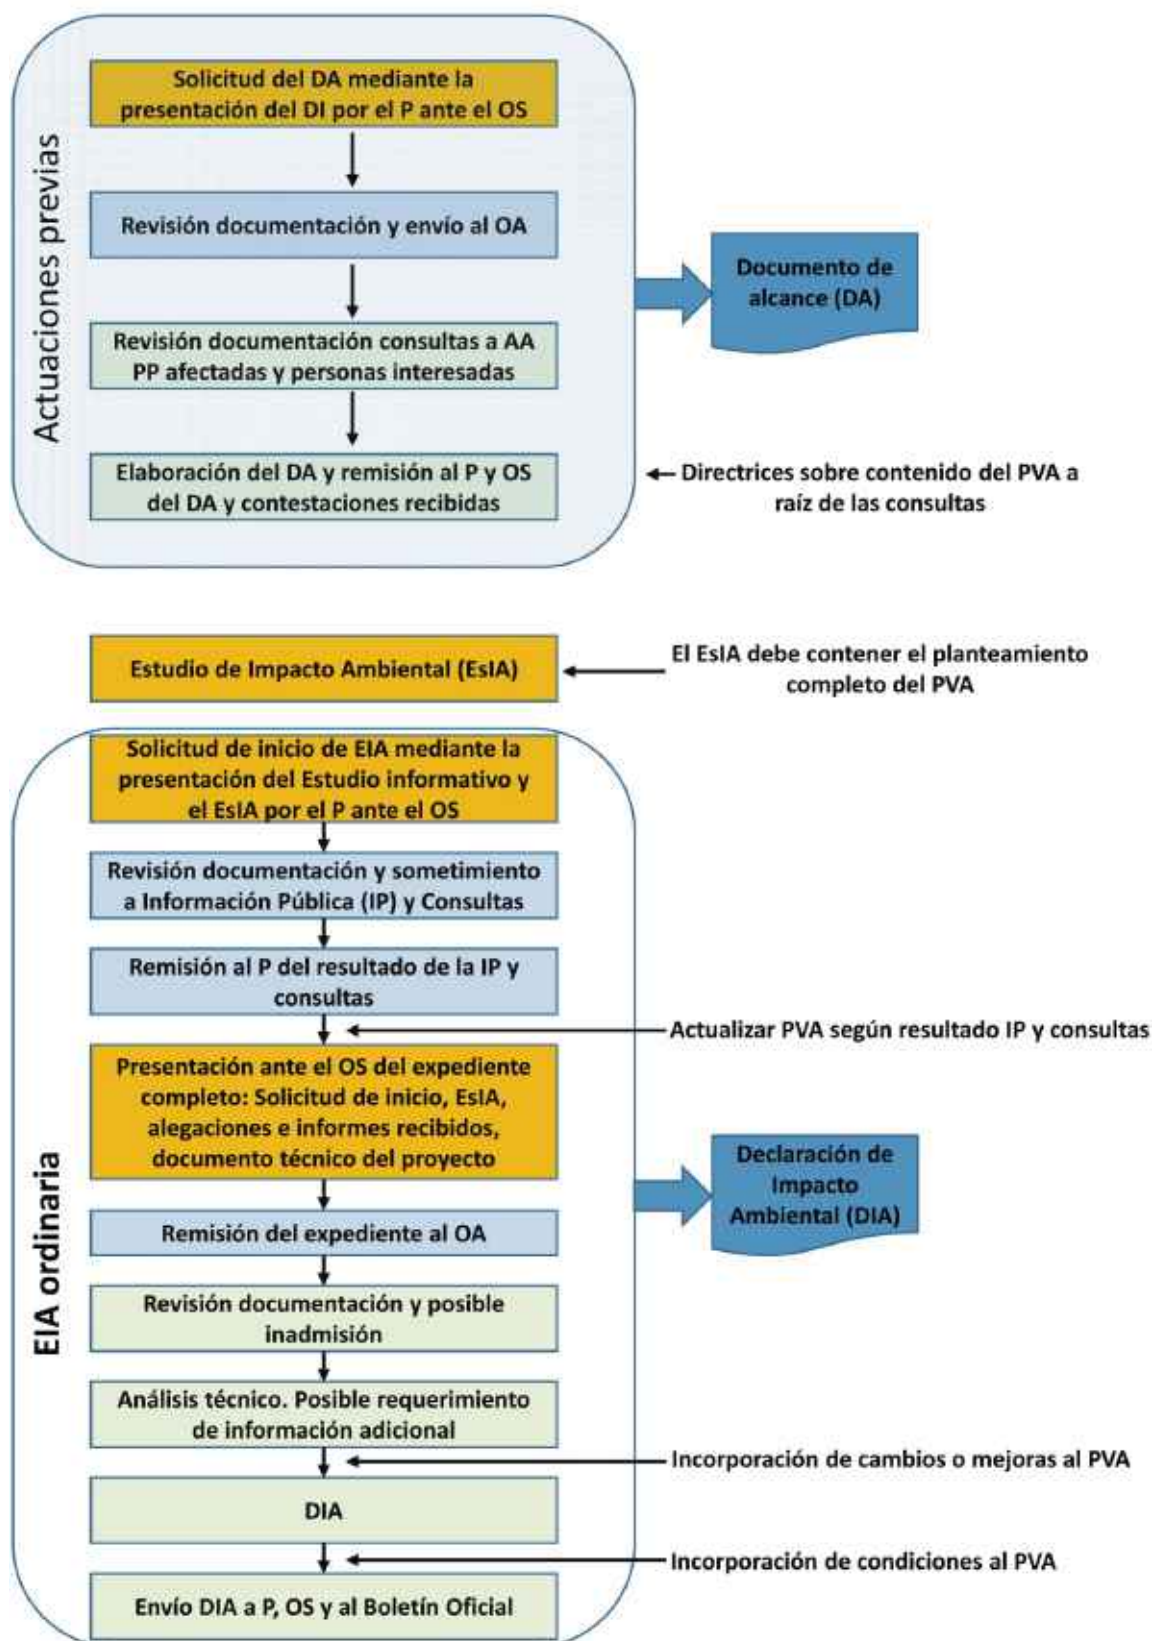 Actuaciones previas
Solicitud del DA mediante la
presentación del DI por el P ante el OS
Revisión documentación y envío al OA
Revisión documentación consultas a AA
PP afectadas y personas interesadas
Elaboración del DA y remisión al P y OS
del DA y contestaciones recibidas
Documento de
alcance (DA)
Directrices sobre contenido del PVA a
raíz de las consultas
Estudio de Impacto Ambiental (EsIA)
El EsIA debe contener el planteamiento
completo del PVA
EIA ordinaria
Solicitud de inicio de EIA mediante la
presentación del Estudio informativo y
el EsIA por el P ante el OS
Revisión documentación y sometimiento
a Información Pública (IP) y Consultas
Remisión al P del resultado de la IP y
consultas
Actualizar PVA según resultado IP y consultas
Presentación ante el OS del expediente
completo: Solicitud de inicio, EsIA,
alegaciones e informes recibidos,
documento técnico del proyecto
Declaración de
Impacto
Ambiental (DIA)
Remisión del expediente al OA
Revisión documentación y posible
inadmisión
Análisis técnico. Posible requerimiento
de información adicional
Incorporación de cambios o mejoras al PVA
DIA
Incorporación de condiciones al PVA
Envío DIA a P, OS y al Boletín Oficial